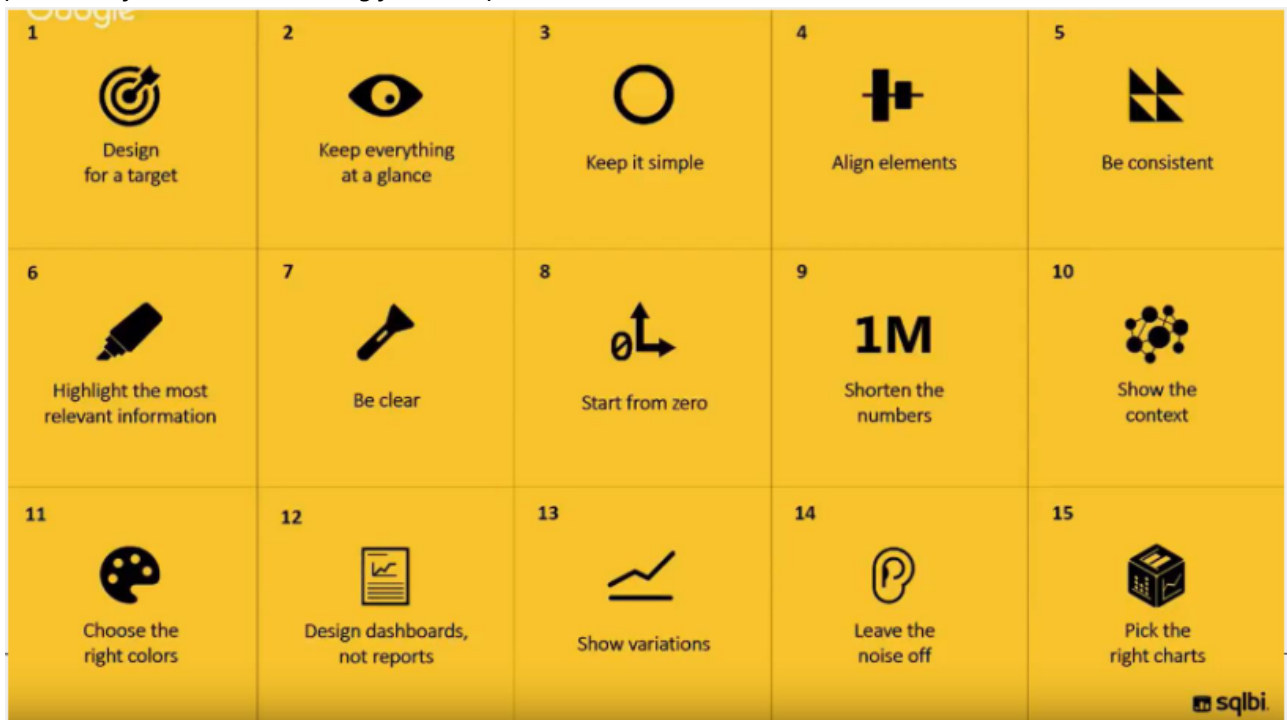 Google
1
Design
for a target
2
Keep everything
at a glance
3
Keep it simple
4
Align elements
5
Be consistent
6
Highlight the most
relevant information
7
Be clear
8
0
Start from zero
9
1M
Shorten the
numbers
10
Show the
context
11
Choose the
right colors
12
Design dashboards,
not reports
13
Show variations
14
Leave the
noise off
15
Pick the
right charts
sqlbi.